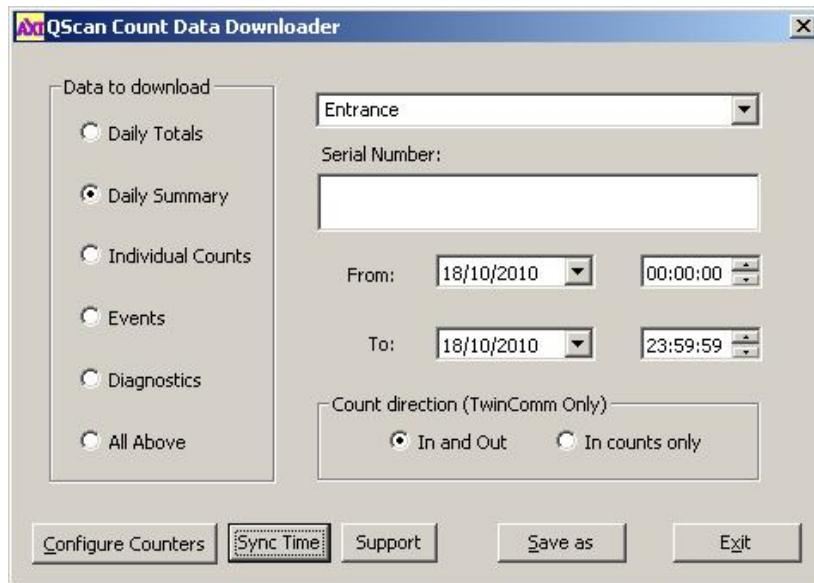 AXT QScan Count Data Downloader
Data to download
Daily Totals
Daily Summary
Individual Counts
Events
Diagnostics
All Above
Entrance
Serial Number:
From: 18/10/2010 00:00:00
To: 18/10/2010 23:59:59
Count direction (TwinComm Only)
In and Out In counts only
Configure Counters Sync Time Support Save as Exit